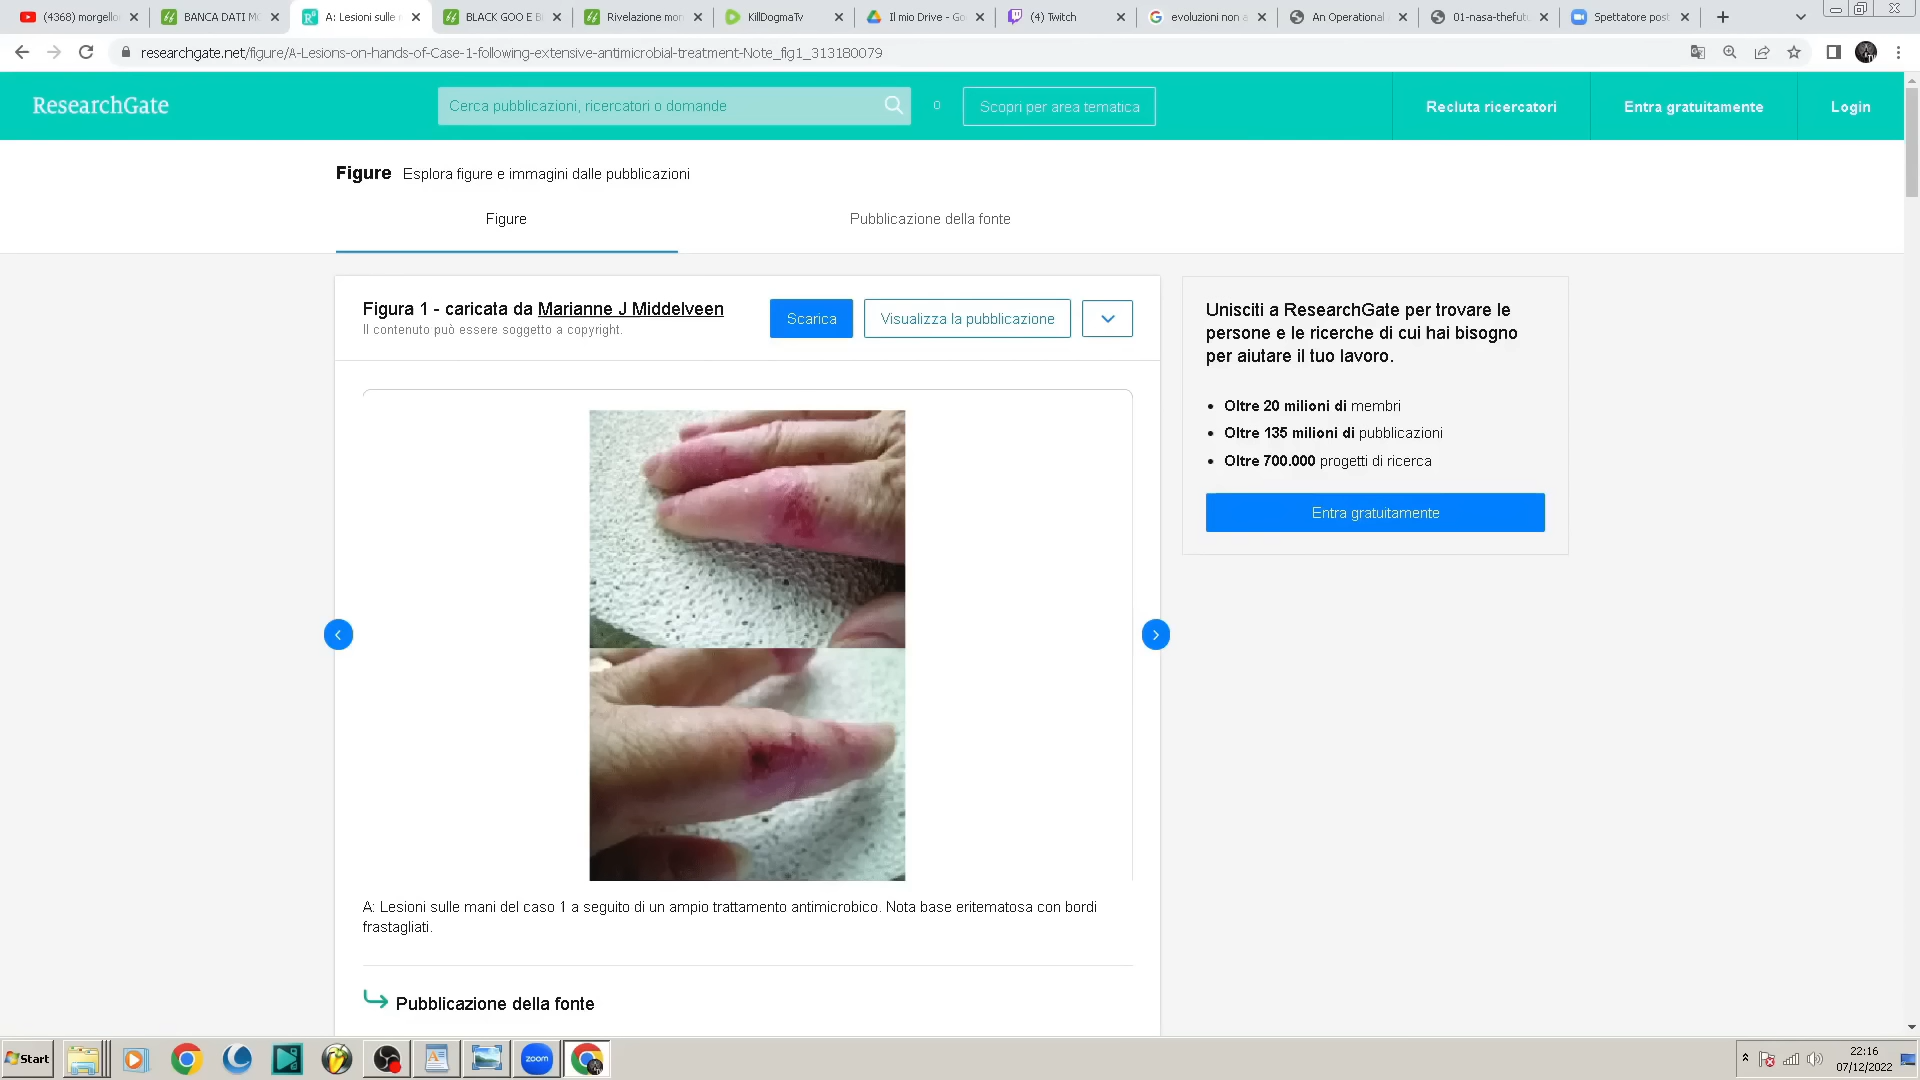 (4368) morgello
BANCA DATI MO
A: Lesioni sulle
BLACK GOO E B
Rivelazione mon
KillDogmaTv
Il mio Drive - Go
(4) Twitch
evoluzioni non a
An Operational
01-nasa-thefutu
Spettatore post
researchgate.net/figure/A-Lesions-on-hands-of-Case-1-following-extensive-antimicrobial-treatment-Note_fig1_313180079
ResearchGate
Cerca pubblicazioni, ricercatori o domande
0
Scopri per area tematica
Recluta ricercatori
Entra gratuitamente
Login
Figure Esplora figure e immagini dalle pubblicazioni
Figure
Pubblicazione della fonte
Figura 1 - caricata da Marianne J Middelveen
Il contenuto può essere soggetto a copyright.
Scarica
Visualizza la pubblicazione
Unisciti a ResearchGate per trovare le
persone e le ricerche di cui hai bisogno
per aiutare il tuo lavoro.
• Oltre 20 milioni di membri
• Oltre 135 milioni di pubblicazioni
• Oltre 700.000 progetti di ricerca
Entra gratuitamente
A: Lesioni sulle mani del caso 1 a seguito di un ampio trattamento antimicrobico. Nota base eritematosa con bordi
frastagliati.
Pubblicazione della fonte
Start
zoom
22:16
07/12/2022